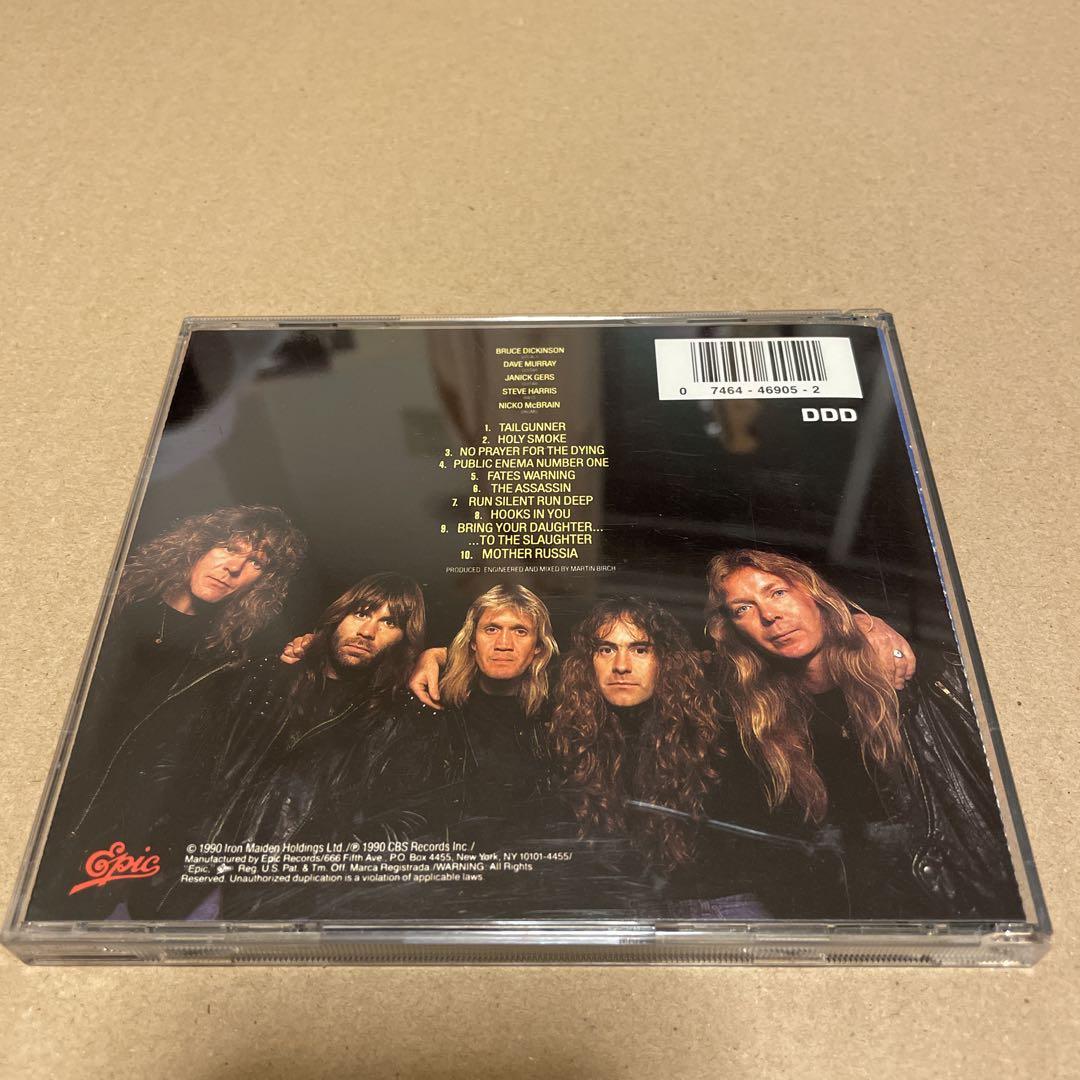 BRUCE DICKINSON
DAVE MURRAY
JANICK GERS
STEVE HARRIS
NICKO McBRAIN
1. TAILGUNNER
2. HOLY SMOKE
3. NO PRAYER FOR THE DYING
4. PUBLIC ENEMA NUMBER ONE
5. FATES WARNING
6. THE ASSASSIN
7. RUN SILENT RUN DEEP
8. HOOKS IN YOU
9. BRING YOUR DAUGHTER...
...TO THE SLAUGHTER
10. MOTHER RUSSIA
PRODUCED ENGINEERED AND MIXED BY MARTIN BIRCH
0 7464 - 46905 - 2
DDD
Epic
© 1990 Iron Maiden Holdings Ltd./℗ 1990 CBS Records Inc./
Manufactured by Epic Records/666 Fifth Ave., P.O. Box 4455, New York, NY 10101-4455/
"Epic," Reg. U.S. Pat. & Tm. Off. Marca Registrada./WARNING: All Rights
Reserved. Unauthorized duplication is a violation of applicable laws.